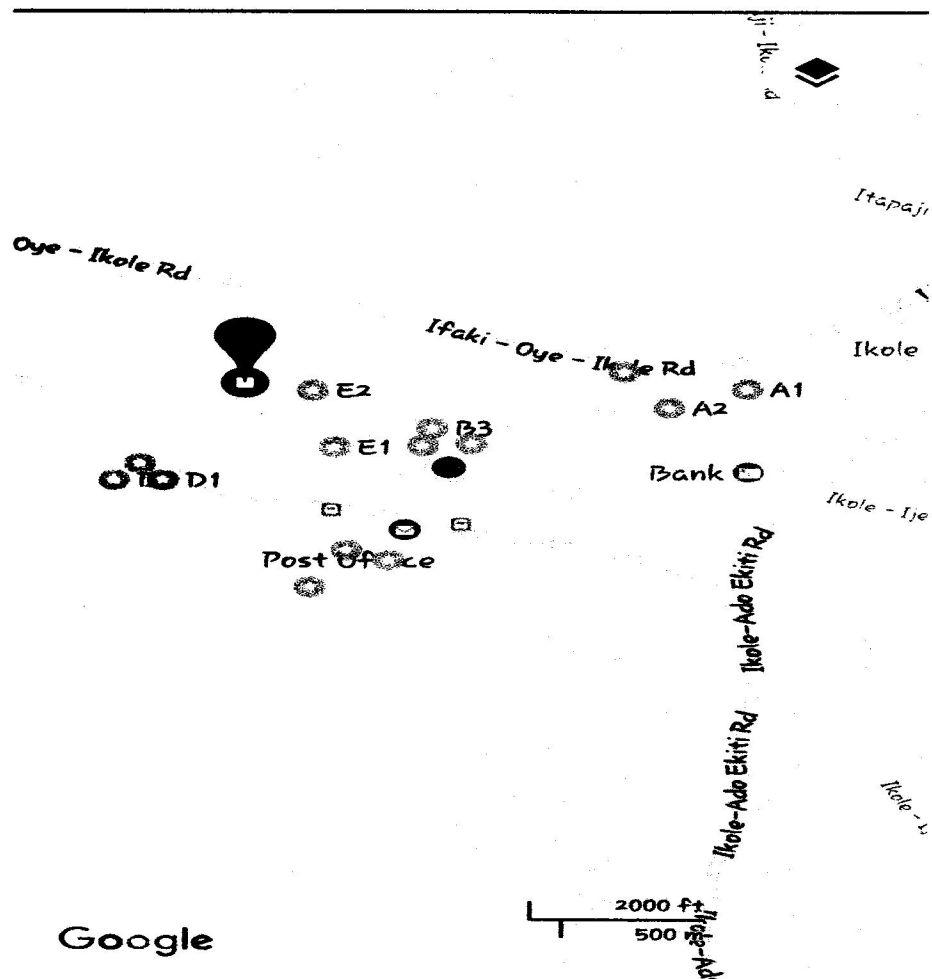 Itapaji
Oye - Ikole Rd
Ifaki - Oye - Ikole Rd
Ikole
E2
A1
A2
B3
E1
Bank
D1
Ikole - Ije
Post Office
Ikole-Ado Ekiti Rd
Ikole-Ado Ekiti Rd
Ikole -
2000 ft
500
Google